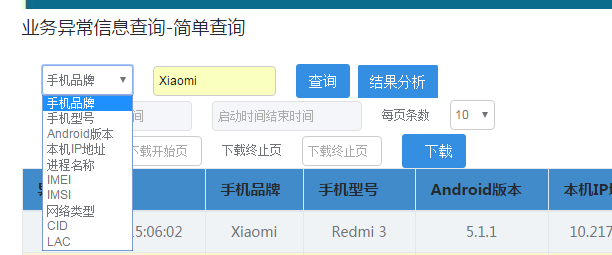 业务异常信息查询-简单查询
手机品牌 Xiaomi 查询 结果分析
手机品牌
手机型号
Android版本
本机IP地址
进程名称
IMEI
IMSI
网络类型
CID
LAC
间 启动时间结束时间 每页条数 10
下载开始页 下载终止页 下载终止页 下载
手机品牌 手机型号 Android版本 本机IP
5:06:02 Xiaomi Redmi 3 5.1.1 10.217